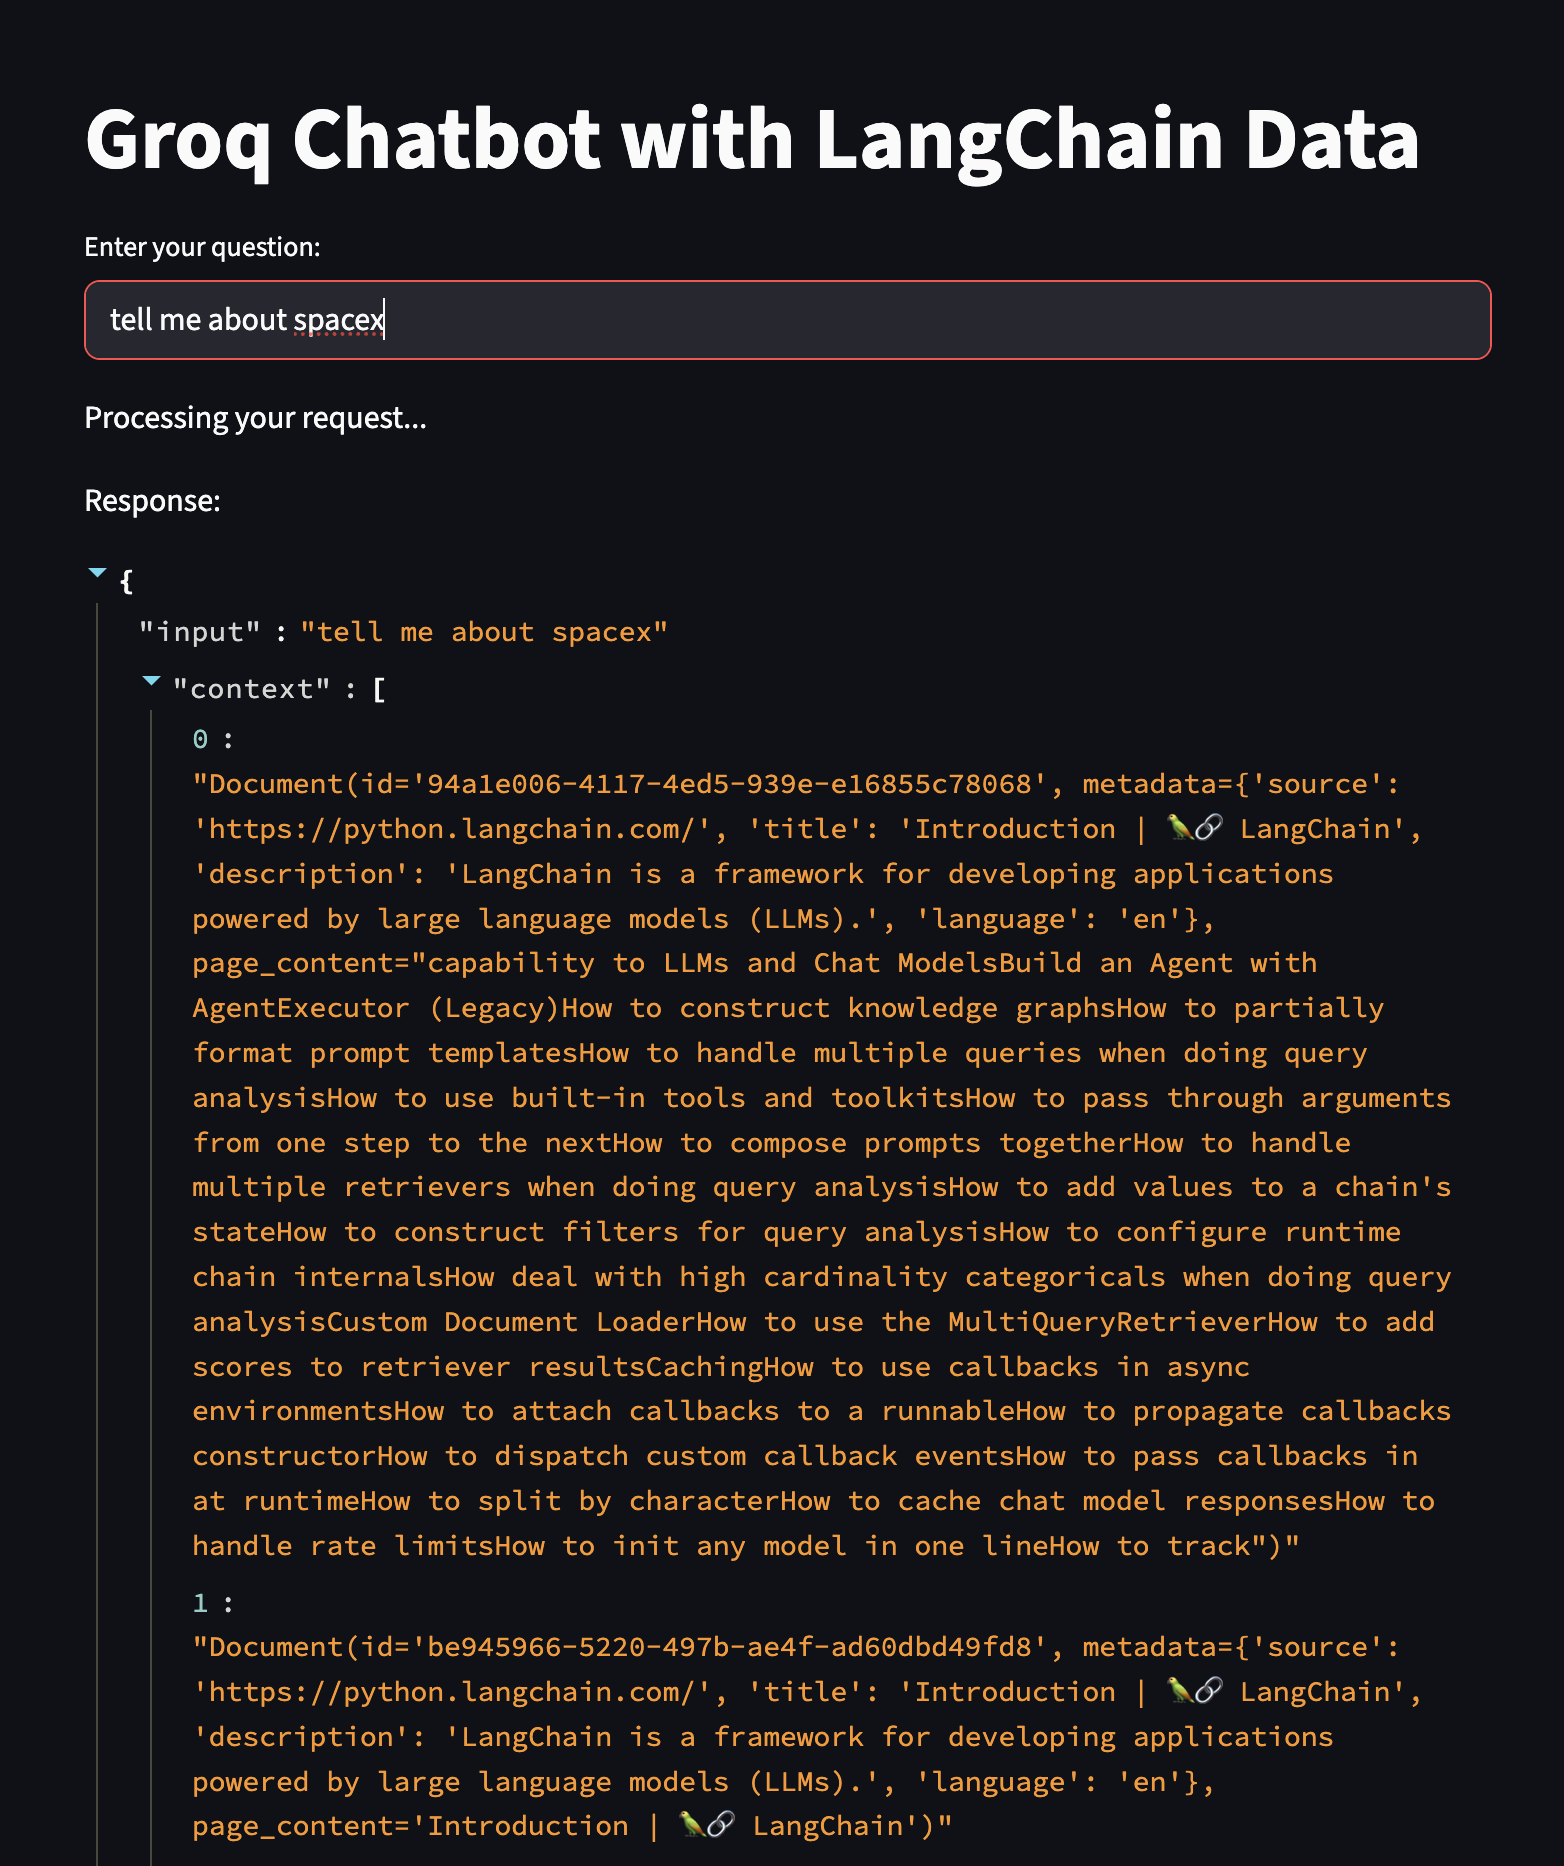 Groq Chatbot with LangChain Data
Enter your question:
tell me about spacex
Processing your request...
Response:
{
"input" : "tell me about spacex"
"context" : [
0 :
"Document(id='94a1e006-4117-4ed5-939e-e16855c78068', metadata={'source':
'https://python.langchain.com/', 'title': 'Introduction | 🦜🔗 LangChain',
'description': 'LangChain is a framework for developing applications
powered by large language models (LLMs).', 'language': 'en'},
page_content="capability to LLMs and Chat ModelsBuild an Agent with
AgentExecutor (Legacy)How to construct knowledge graphsHow to partially
format prompt templatesHow to handle multiple queries when doing query
analysisHow to use built-in tools and toolkitsHow to pass through arguments
from one step to the nextHow to compose prompts togetherHow to handle
multiple retrievers when doing query analysisHow to add values to a chain's
stateHow to construct filters for query analysisHow to configure runtime
chain internalsHow deal with high cardinality categoricals when doing query
analysisCustom Document LoaderHow to use the MultiQueryRetrieverHow to add
scores to retriever resultsCachingHow to use callbacks in async
environmentsHow to attach callbacks to a runnableHow to propagate callbacks
constructorHow to dispatch custom callback eventsHow to pass callbacks in
at runtimeHow to split by characterHow to cache chat model responsesHow to
handle rate limitsHow to init any model in one lineHow to track")"
1 :
"Document(id='be945966-5220-497b-ae4f-ad60dbd49fd8', metadata={'source':
'https://python.langchain.com/', 'title': 'Introduction | 🦜🔗 LangChain',
'description': 'LangChain is a framework for developing applications
powered by large language models (LLMs).', 'language': 'en'},
page_content='Introduction | 🦜🔗 LangChain')"